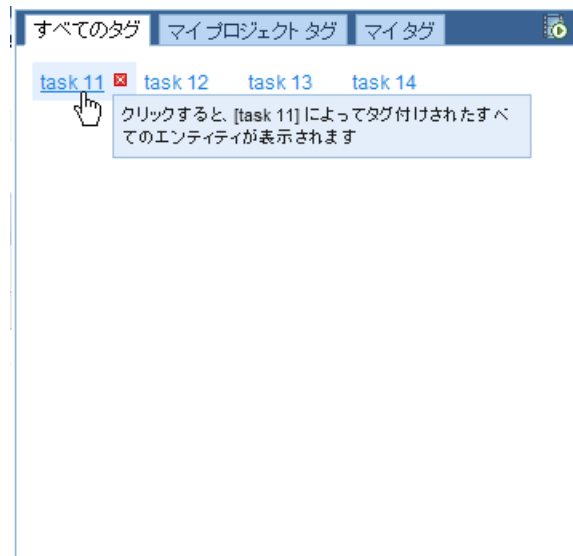 すべてのタグ マイ プロジェクト タグ マイ タグ
task 11 task 12 task 13 task 14
クリックすると、[task 11] によってタグ付けされたすべ
てのエンティティが表示されます